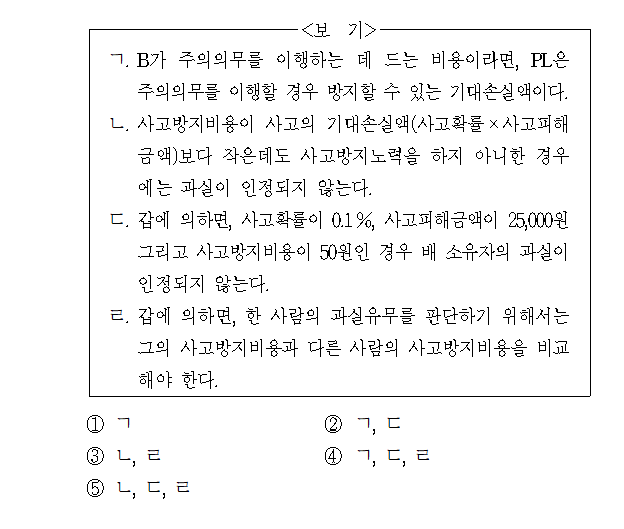 <보 기>
ㄱ. B가 주의의무를 이행하는 데 드는 비용이라면, PL은
주의의무를 이행할 경우 방지할 수 있는 기대손실액이다.
ㄴ. 사고방지비용이 사고의 기대손실액(사고확률×사고피해
금액)보다 작은데도 사고방지노력을 하지 아니한 경우
에는 과실이 인정되지 않는다.
ㄷ. 갑에 의하면, 사고확률이 0.1%, 사고피해금액이 25,000원
그리고 사고방지비용이 50원인 경우 배 소유자의 과실이
인정되지 않는다.
ㄹ. 갑에 의하면, 한 사람의 과실유무를 판단하기 위해서는
그의 사고방지비용과 다른 사람의 사고방지비용을 비교
해야 한다.
① ㄱ ② ㄱ, ㄷ
③ ㄴ, ㄹ ④ ㄱ, ㄷ, ㄹ
⑤ ㄴ, ㄷ, ㄹ